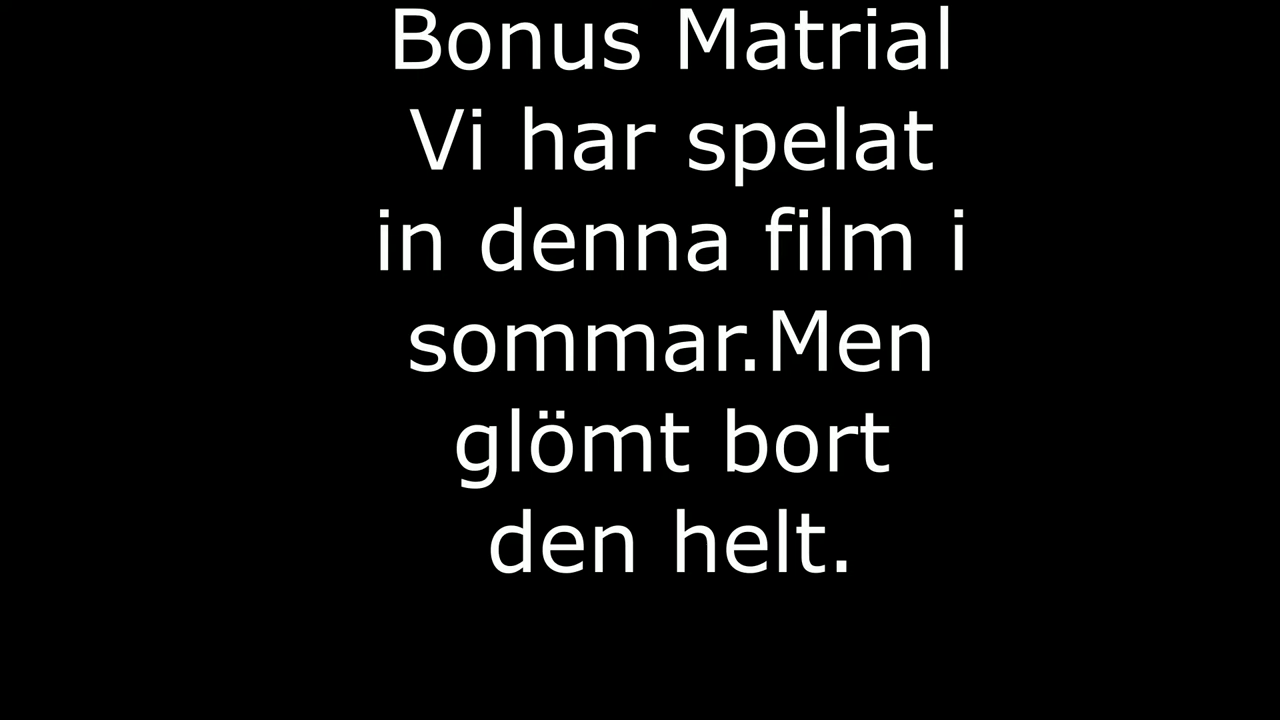 Bonus Matrial
Vi har spelat
in denna film i
sommar.Men
glömt bort
den helt.